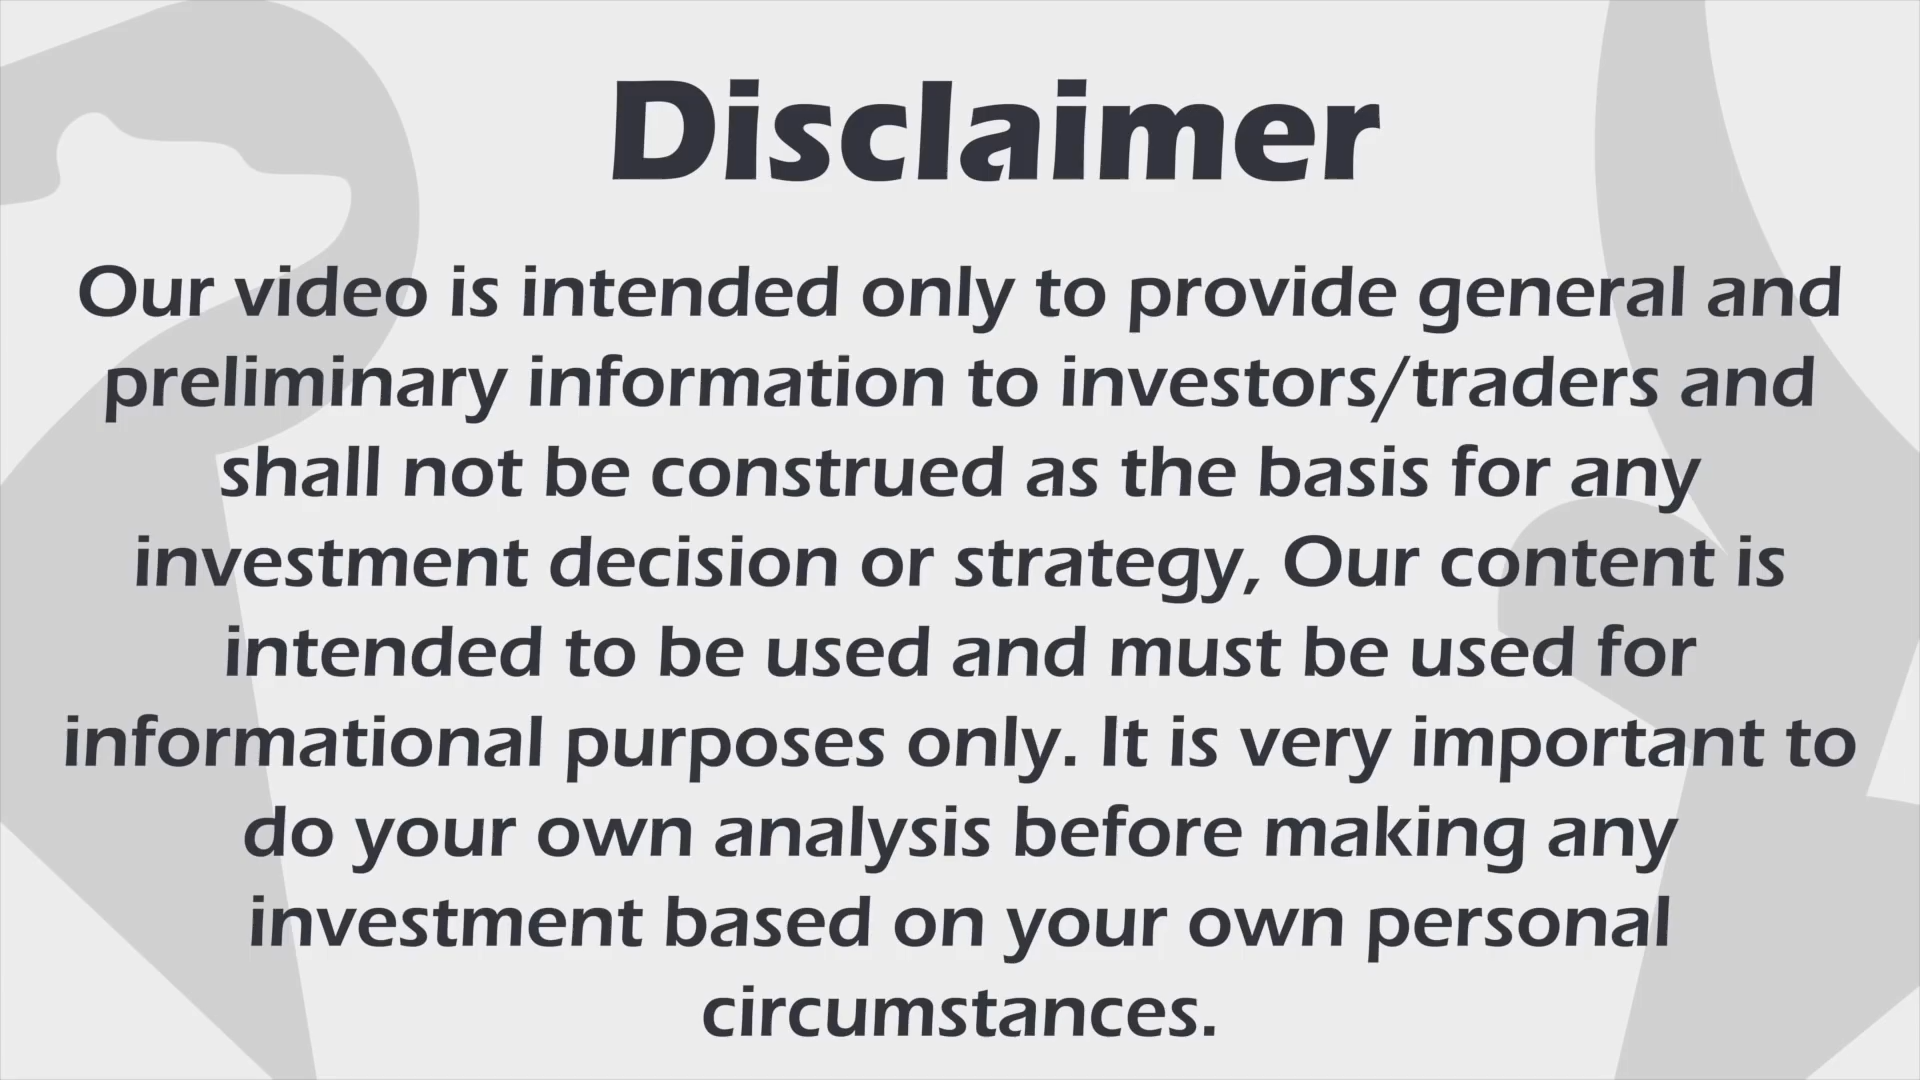 Disclaimer
Our video is intended only to provide general and
preliminary information to investors/traders and
shall not be construed as the basis for any
investment decision or strategy, Our content is
intended to be used and must be used for
informational purposes only. It is very important to
do your own analysis before making any
investment based on your own personal
circumstances.